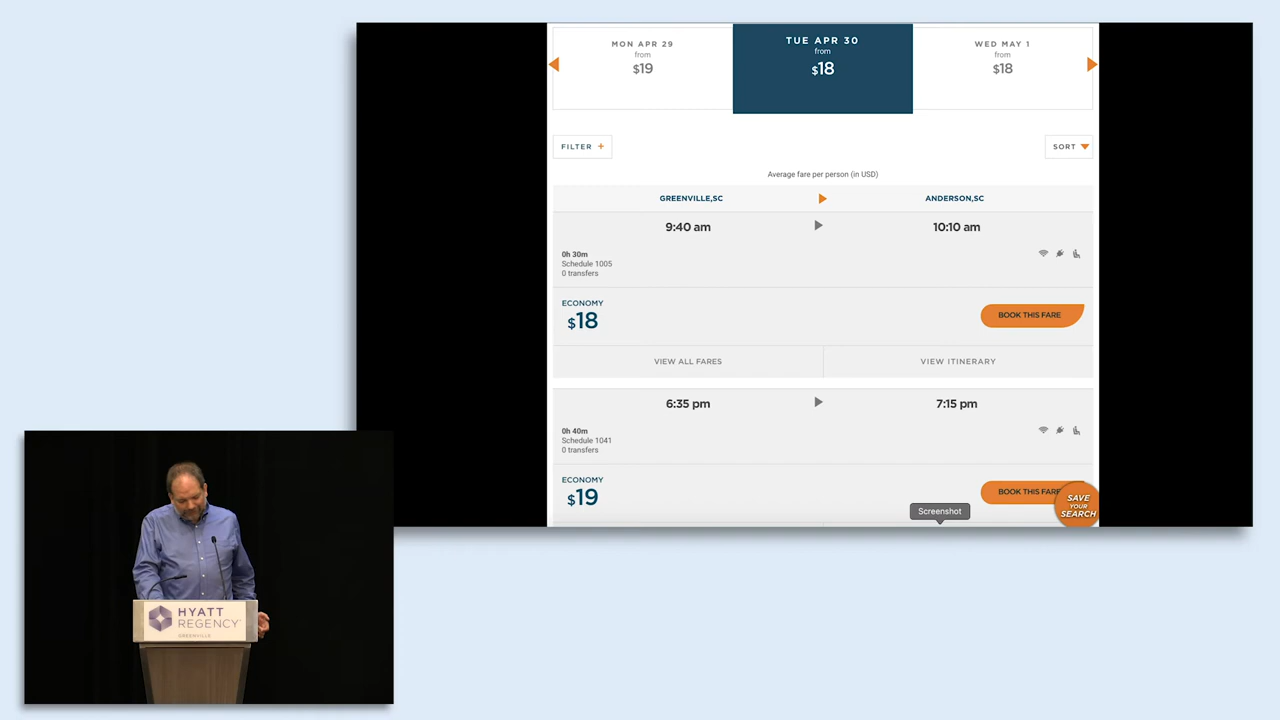 MON APR 29
from
$19
TUE APR 30
from
$18
WED MAY 1
from
$18
FILTER +
SORT
Average fare per person (in USD)
GREENVILLE,SC
ANDERSON,SC
9:40 am
10:10 am
0h 30m
Schedule 1005
0 transfers
ECONOMY
$18
BOOK THIS FARE
VIEW ALL FARES
VIEW ITINERARY
6:35 pm
7:15 pm
0h 40m
Schedule 1041
0 transfers
ECONOMY
$19
BOOK THIS FARE
SAVE
YOUR
SEARCH
Screenshot
HYATT
REGENCY
GREENVILLE